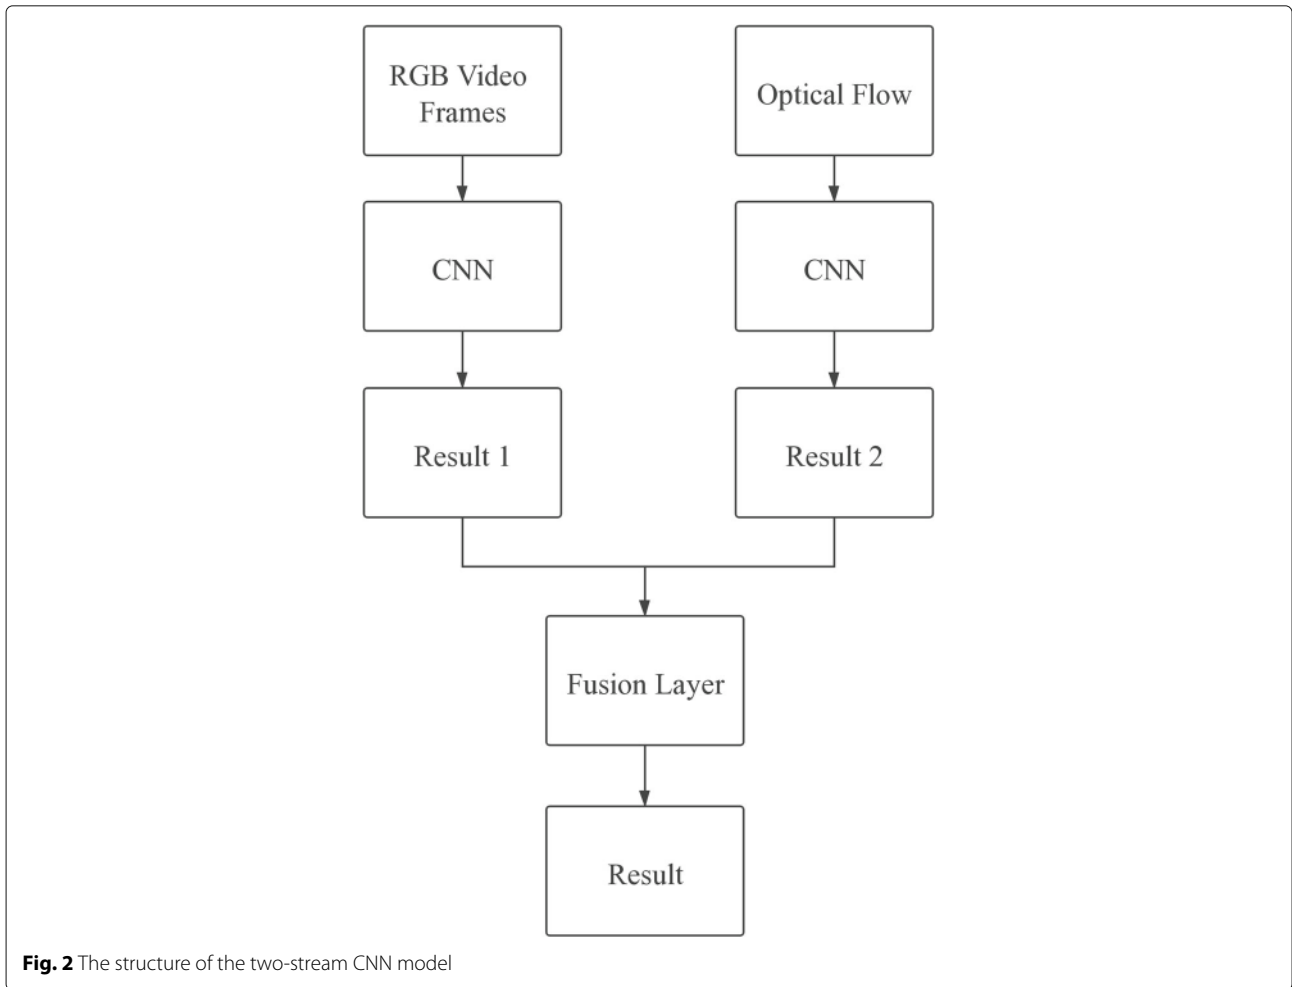 RGB Video
Frames
Optical Flow
CNN
CNN
Result 1
Result 2
Fusion Layer
Result
Fig. 2 The structure of the two-stream CNN model